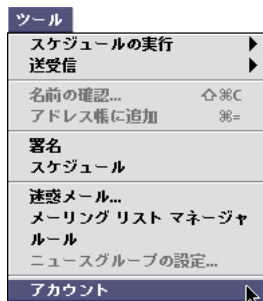 ツール
スケジュールの実行
送受信
名前の確認... ⇧⌘C
アドレス帳に追加 ⌘=
署名
スケジュール
迷惑メール...
メーリング リスト マネージャ
ルール
ニュースグループの設定...
アカウント